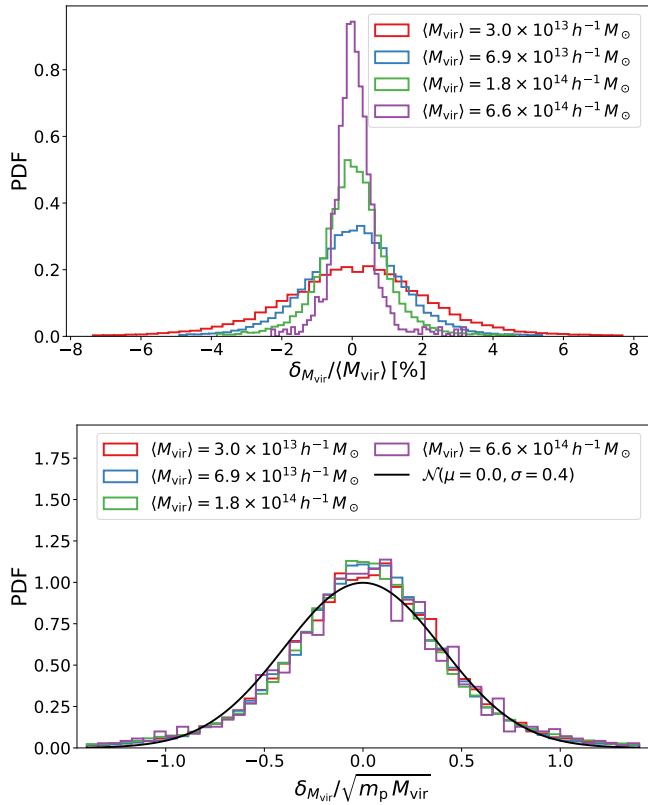 ⟨M_vir⟩ = 3.0 × 10^13 h^−1 M_⊙
⟨M_vir⟩ = 6.9 × 10^13 h^−1 M_⊙
⟨M_vir⟩ = 1.8 × 10^14 h^−1 M_⊙
⟨M_vir⟩ = 6.6 × 10^14 h^−1 M_⊙
PDF
0.8
0.6
0.4
0.2
0.0
−8 −6 −4 −2 0 2 4 6 8
δ_M_vir/⟨M_vir⟩ [%]
⟨M_vir⟩ = 3.0 × 10^13 h^−1 M_⊙
⟨M_vir⟩ = 6.9 × 10^13 h^−1 M_⊙
⟨M_vir⟩ = 1.8 × 10^14 h^−1 M_⊙
⟨M_vir⟩ = 6.6 × 10^14 h^−1 M_⊙
𝒩(μ = 0.0, σ = 0.4)
PDF
1.75
1.50
1.25
1.00
0.75
0.50
0.25
0.00
−1.0 −0.5 0.0 0.5 1.0
δ_M_vir/√(m_p M_vir)